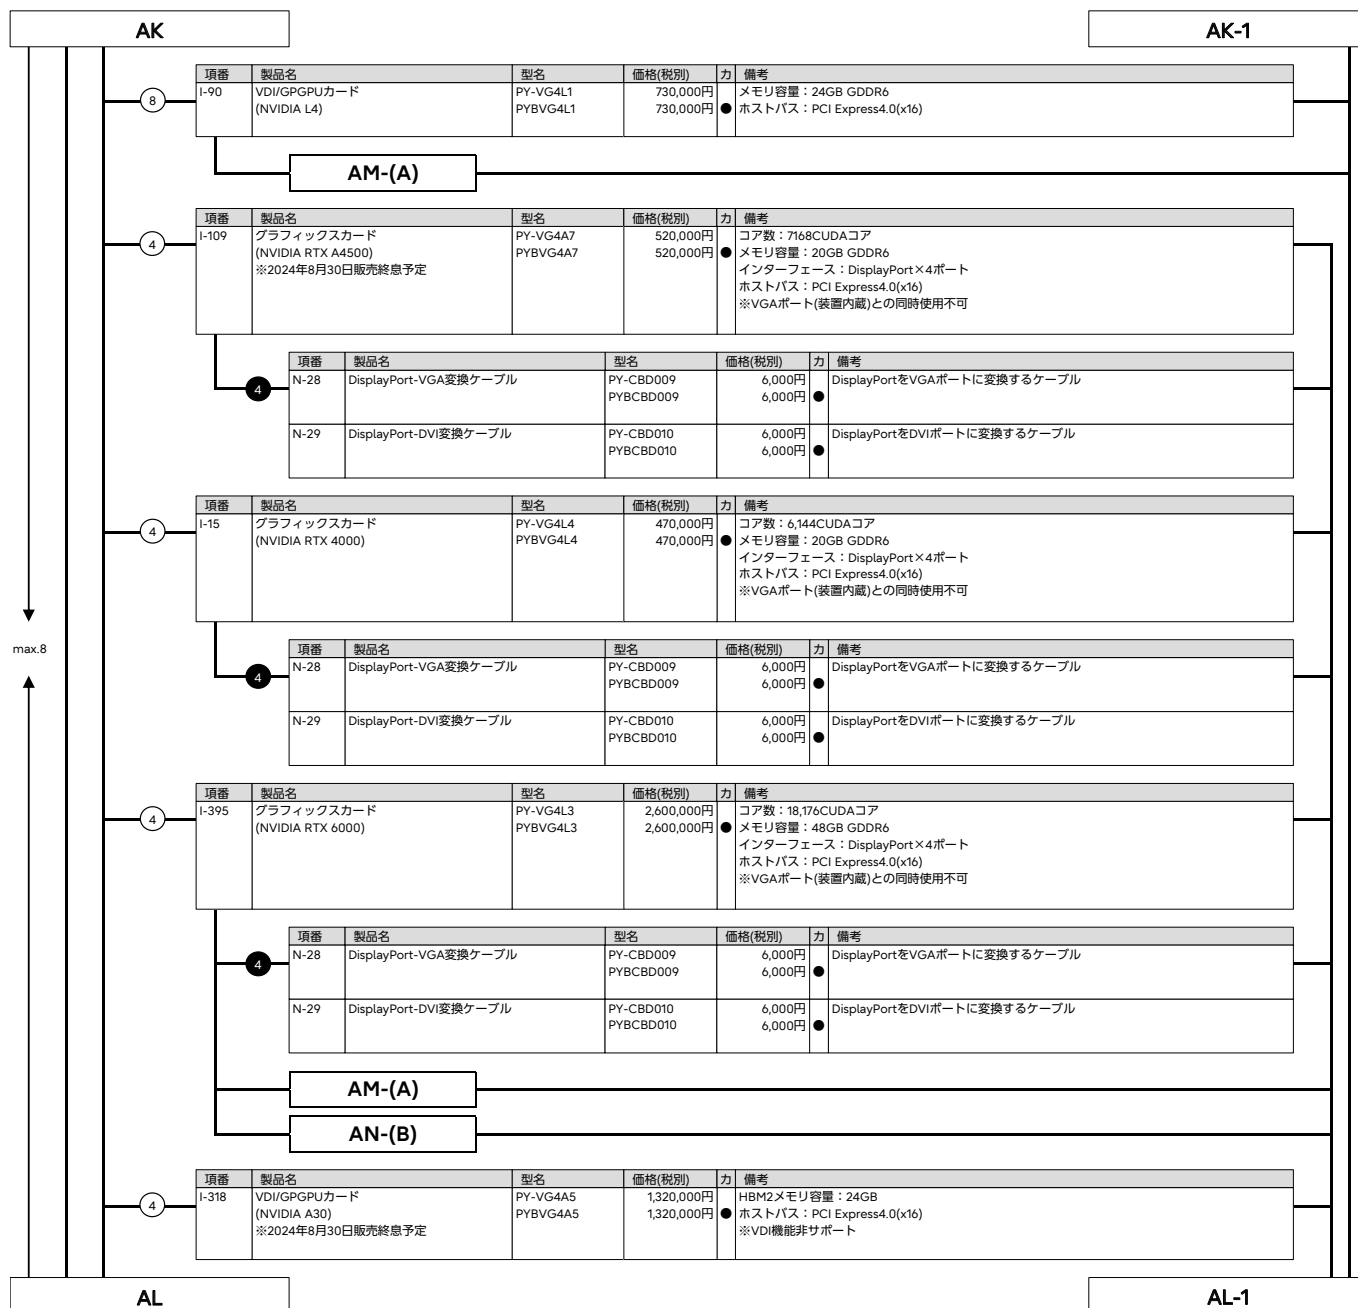 AK
AK-1
項番 製品名 型名 価格(税別) カ 備考
I-90 VDI/GPGPUカード PY-VG4L1 730,000円 メモリ容量：24GB GDDR6
8
(NVIDIA L4) PYBVG4L1 730,000円 ● ホストバス：PCI Express4.0(x16)
AM-(A)
項番 製品名 型名 価格(税別) カ 備考
I-109 グラフィックスカード PY-VG4A7 520,000円 コア数：7168CUDAコア
4
(NVIDIA RTX A4500) PYBVG4A7 520,000円 ● メモリ容量：20GB GDDR6
※2024年8月30日販売終息予定 インターフェース：DisplayPort×4ポート
ホストバス：PCI Express4.0(x16)
※VGAポート(装置内蔵)との同時使用不可
項番 製品名 型名 価格(税別) カ 備考
N-28 DisplayPort-VGA変換ケーブル PY-CBD009 6,000円 DisplayPortをVGAポートに変換するケーブル
4
PYBCBD009 6,000円 ●
N-29 DisplayPort-DVI変換ケーブル PY-CBD010 6,000円 DisplayPortをDVIポートに変換するケーブル
PYBCBD010 6,000円 ●
項番 製品名 型名 価格(税別) カ 備考
I-15 グラフィックスカード PY-VG4L4 470,000円 コア数：6,144CUDAコア
4
(NVIDIA RTX 4000) PYBVG4L4 470,000円 ● メモリ容量：20GB GDDR6
インターフェース：DisplayPort×4ポート
ホストバス：PCI Express4.0(x16)
※VGAポート(装置内蔵)との同時使用不可
max.8
項番 製品名 型名 価格(税別) カ 備考
N-28 DisplayPort-VGA変換ケーブル PY-CBD009 6,000円 DisplayPortをVGAポートに変換するケーブル
4
PYBCBD009 6,000円 ●
N-29 DisplayPort-DVI変換ケーブル PY-CBD010 6,000円 DisplayPortをDVIポートに変換するケーブル
PYBCBD010 6,000円 ●
項番 製品名 型名 価格(税別) カ 備考
I-395 グラフィックスカード PY-VG4L3 2,600,000円 コア数：18,176CUDAコア
4
(NVIDIA RTX 6000) PYBVG4L3 2,600,000円 ● メモリ容量：48GB GDDR6
インターフェース：DisplayPort×4ポート
ホストバス：PCI Express4.0(x16)
※VGAポート(装置内蔵)との同時使用不可
項番 製品名 型名 価格(税別) カ 備考
N-28 DisplayPort-VGA変換ケーブル PY-CBD009 6,000円 DisplayPortをVGAポートに変換するケーブル
4
PYBCBD009 6,000円 ●
N-29 DisplayPort-DVI変換ケーブル PY-CBD010 6,000円 DisplayPortをDVIポートに変換するケーブル
PYBCBD010 6,000円 ●
AM-(A)
AN-(B)
項番 製品名 型名 価格(税別) カ 備考
I-318 VDI/GPGPUカード PY-VG4A5 1,320,000円 HBM2メモリ容量：24GB
4
(NVIDIA A30) PYBVG4A5 1,320,000円 ● ホストバス：PCI Express4.0(x16)
※2024年8月30日販売終息予定 ※VDI機能非サポート
AL
AL-1